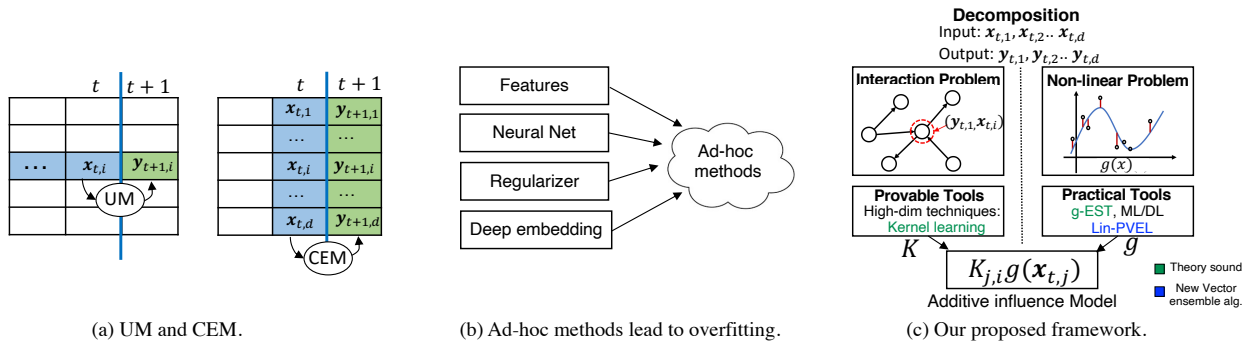 t t + 1
... x_{t,i} y_{t+1,i}
UM
t t + 1
x_{t,1} y_{t+1,1}
... ...
x_{t,i} y_{t+1,i}
... ...
x_{t,d} y_{t+1,d}
CEM
(a) UM and CEM.
Features
Neural Net
Regularizer
Deep embedding
Ad-hoc
methods
(b) Ad-hoc methods lead to overfitting.
Decomposition
Input: x_{t,1}, x_{t,2}.. x_{t,d}
Output: y_{t,1}, y_{t,2}.. y_{t,d}
Interaction Problem
(y_{t,1}, x_{t,i})
Non-linear Problem
g(x)
Provable Tools
High-dim techniques:
Kernel learning
Practical Tools
g-EST, ML/DL
Lin-PVEL
K
g
K_{j,i}g(x_{t,j})
Additive influence Model
Theory sound
New Vector
ensemble alg.
(c) Our proposed framework.